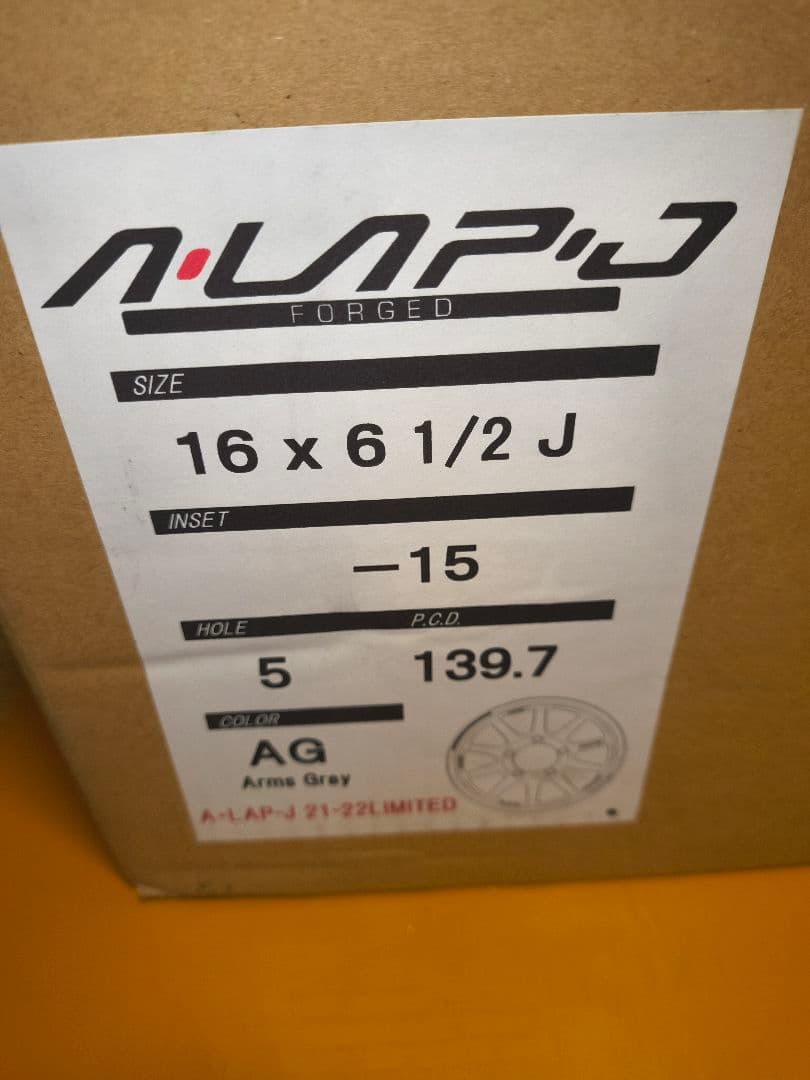 A·LAP·J
FORGED
SIZE
16 x 6 1/2 J
INSET
−15
HOLE P.C.D.
5 139.7
COLOR
AG
Arms Gray
A·LAP-J 21-22LIMITED